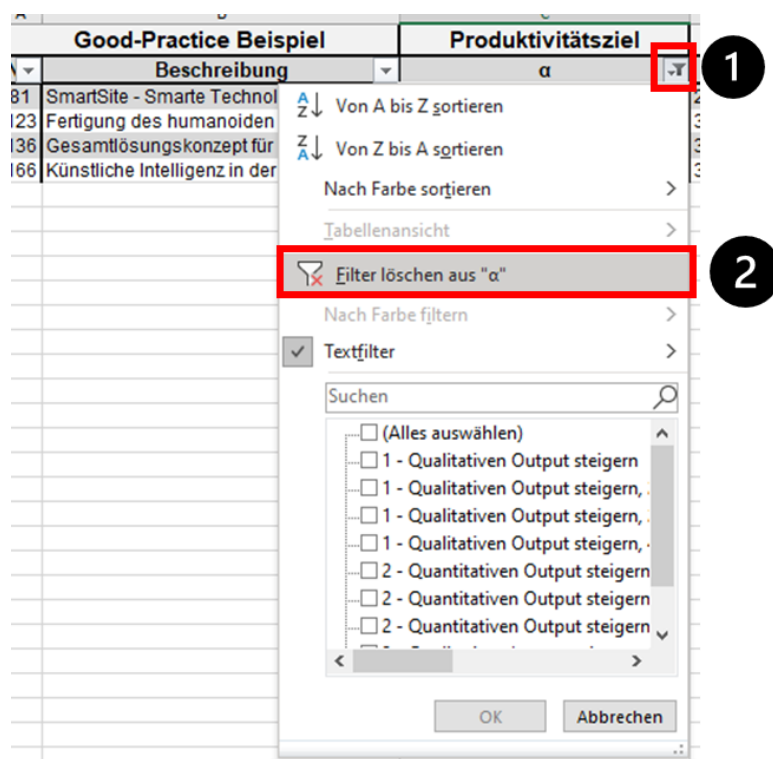 A
Good-Practice Beispiel Produktivitätsziel
Beschreibung α
1
81 SmartSite - Smarte Technol
123 Fertigung des humanoiden
136 Gesamtlösungskonzept für
166 Künstliche Intelligenz in der
Von A bis Z sortieren
Von Z bis A sortieren
Nach Farbe sortieren
Tabellenansicht
Filter löschen aus "α"
2
Nach Farbe filtern
Textfilter
Suchen
(Alles auswählen)
1 - Qualitativen Output steigern
1 - Qualitativen Output steigern,
1 - Qualitativen Output steigern,
1 - Qualitativen Output steigern,
2 - Quantitativen Output steigern
2 - Quantitativen Output steigern
2 - Quantitativen Output steigern
OK Abbrechen